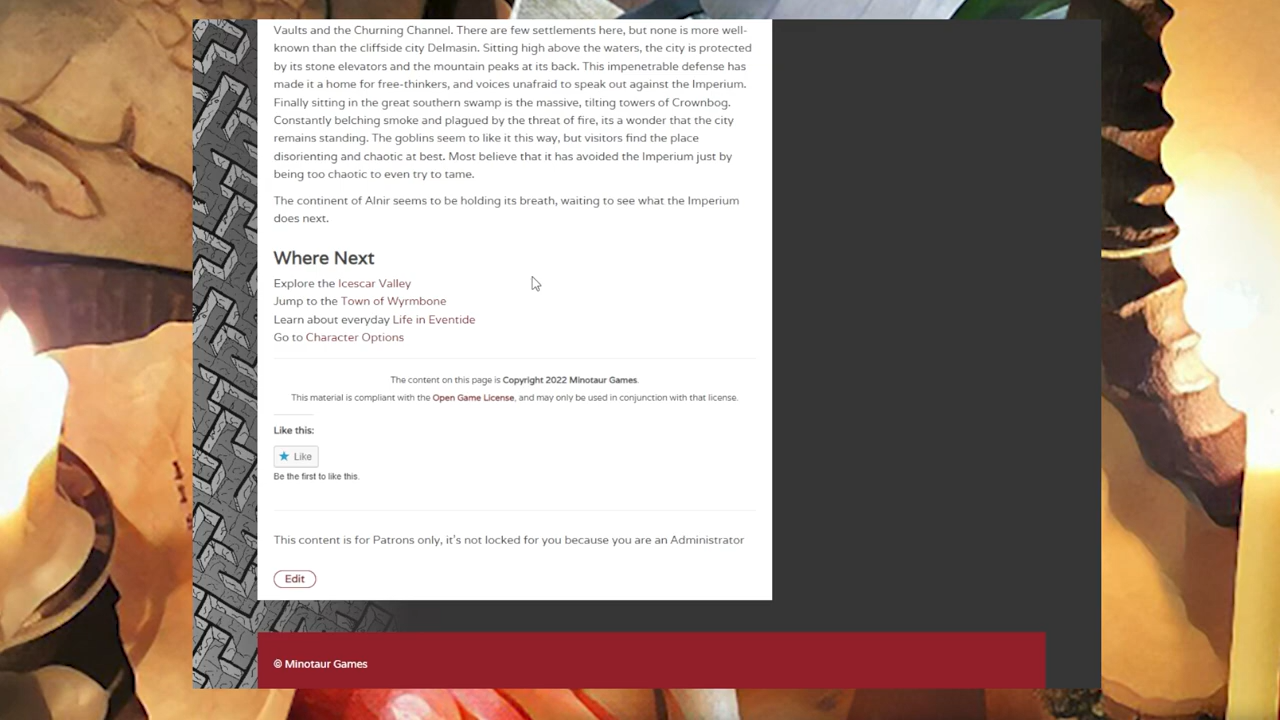 Vaults and the Churning Channel. There are few settlements here, but none is more well-
known than the cliffside city Delmasin. Sitting high above the waters, the city is protected
by its stone elevators and the mountain peaks at its back. This impenetrable defense has
made it a home for free-thinkers, and voices unafraid to speak out against the Imperium.
Finally sitting in the great southern swamp is the massive, tilting towers of Crownbog.
Constantly belching smoke and plagued by the threat of fire, its a wonder that the city
remains standing. The goblins seem to like it this way, but visitors find the place
disorienting and chaotic at best. Most believe that it has avoided the Imperium just by
being too chaotic to even try to tame.
The continent of Alnir seems to be holding its breath, waiting to see what the Imperium
does next.
Where Next
Explore the Icescar Valley
Jump to the Town of Wyrmbone
Learn about everyday Life in Eventide
Go to Character Options
The content on this page is Copyright 2022 Minotaur Games.
This material is compliant with the Open Game License, and may only be used in conjunction with that license.
Like this:
Like
Be the first to like this.
This content is for Patrons only, it's not locked for you because you are an Administrator
Edit
© Minotaur Games